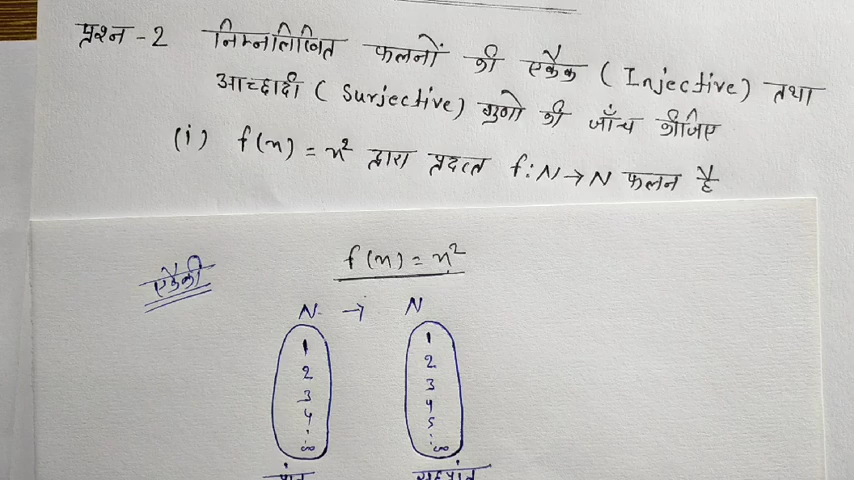 प्रश्न - 2 निम्नलिखित फलनों की एकैक ( Injective ) तथा
आच्छादी ( Surjective ) गुणो की जाँच कीजिए
(i) f(x) = x² द्वारा प्रदत्त f: N → N फलन है
एकैकी
f(x) = x²
N → N
1 1
2 2
3 3
4 4
⋮ 5
∞ ⋮ ∞
प्रांत सहप्रांत